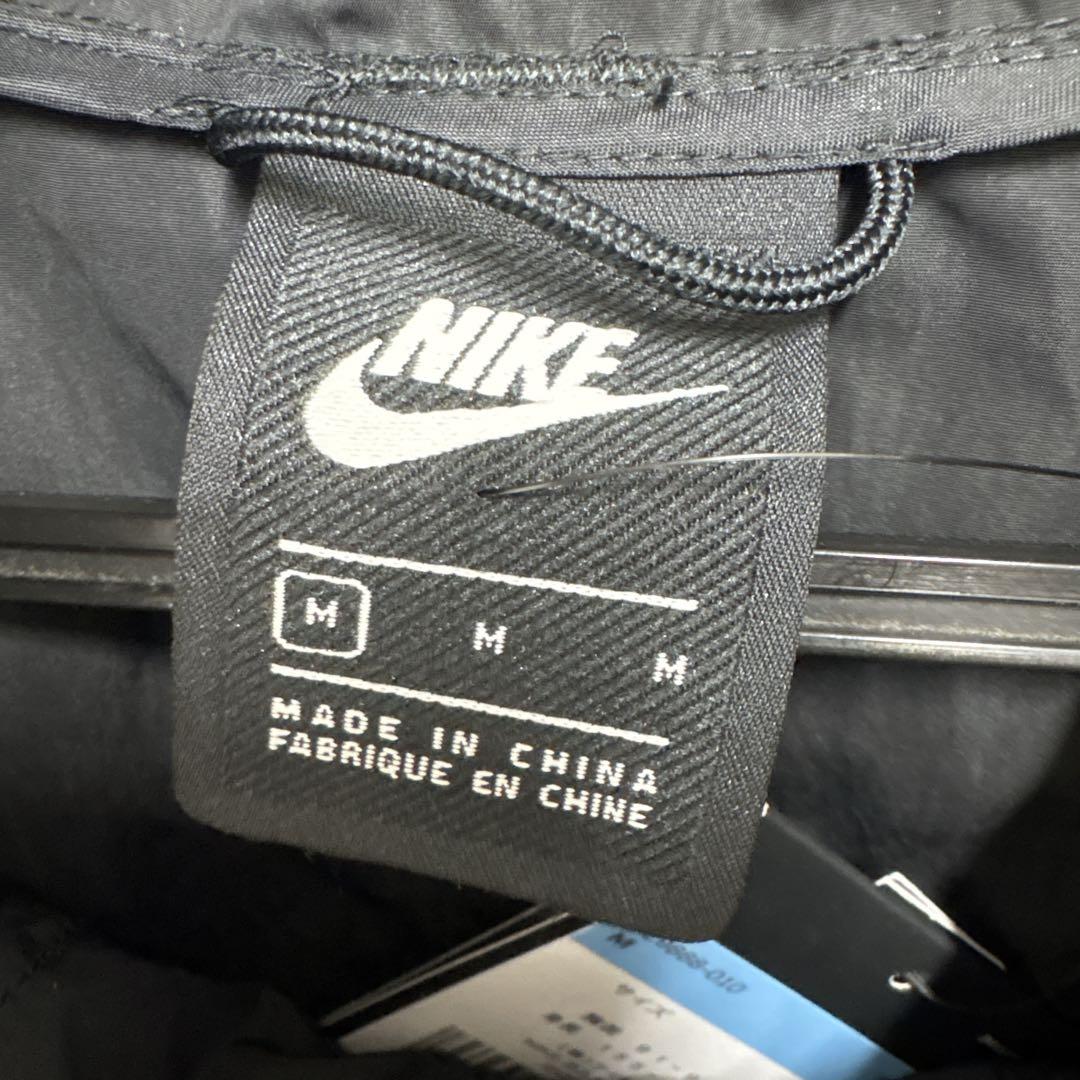 NIKE
M M M
MADE IN CHINA
FABRIQUE EN CHINE
M
サイズ